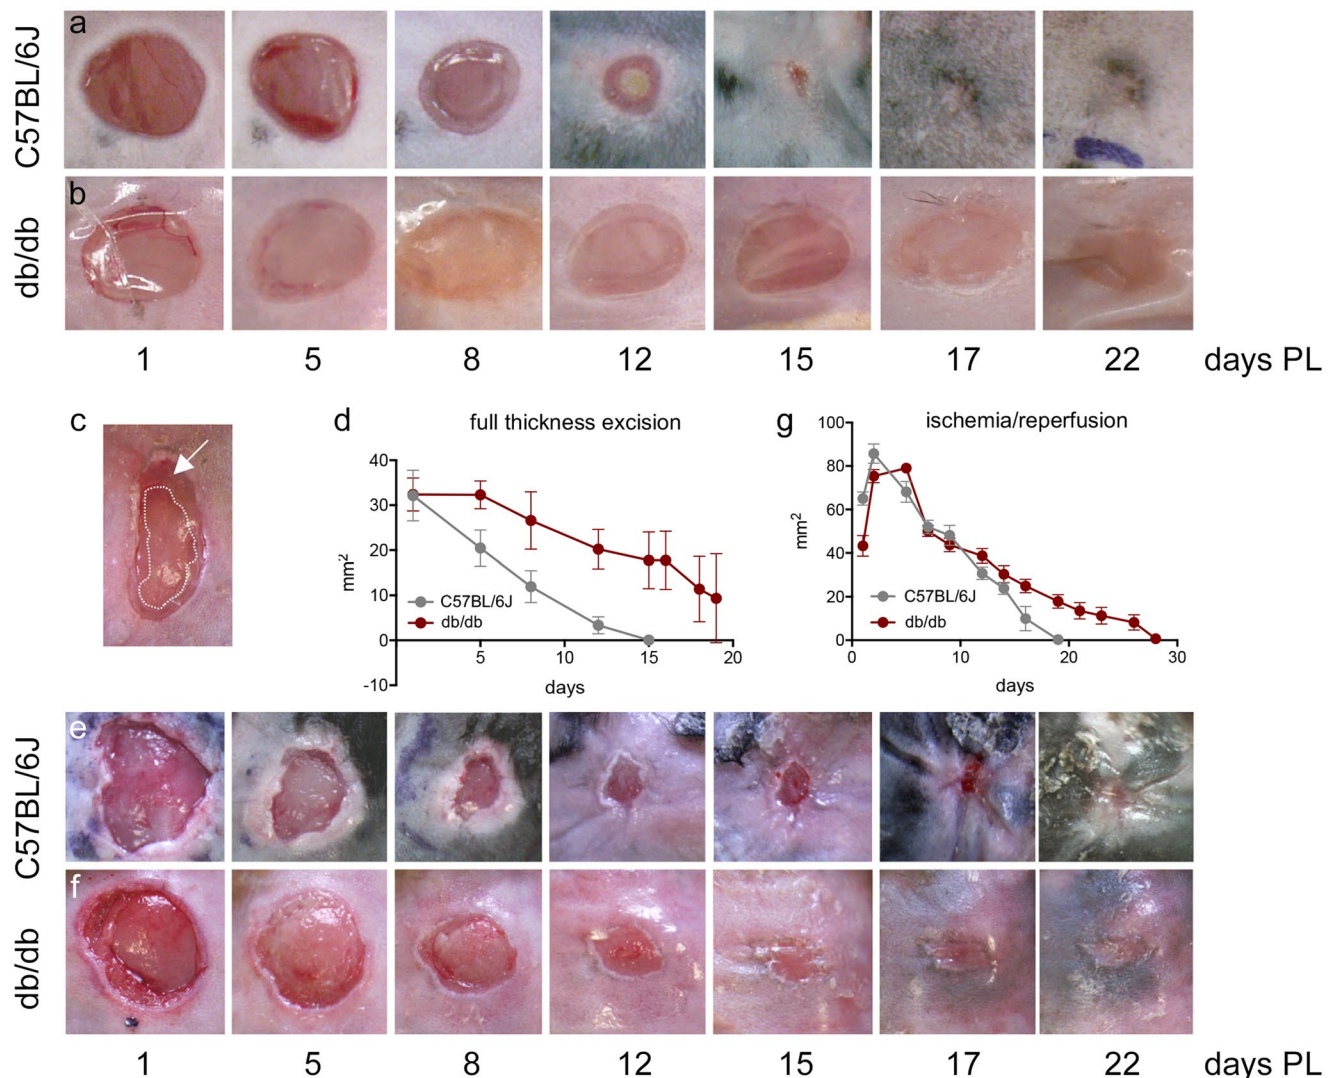 a
C57BL/6J
b
db/db
1 5 8 12 15 17 22 days PL
c
d
full thickness excision
40
30
20
10
0
-10
mm2
C57BL/6J
db/db
5 10 15 20
days
g
ischemia/reperfusion
100
80
60
40
20
0
mm2
C57BL/6J
db/db
0 10 20 30
days
e
C57BL/6J
f
db/db
1 5 8 12 15 17 22 days PL